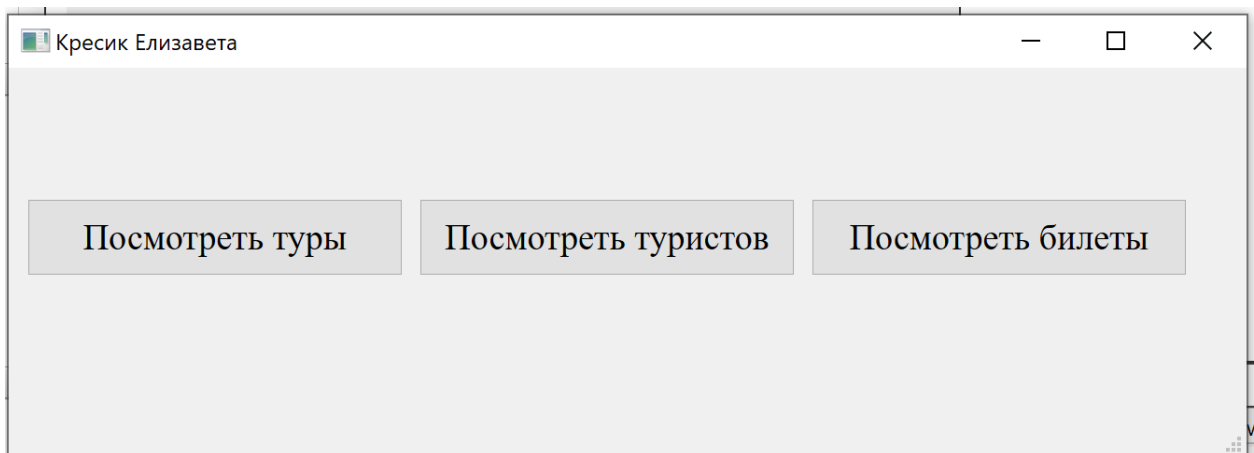 Кресик Елизавета
Посмотреть туры
Посмотреть туристов
Посмотреть билеты